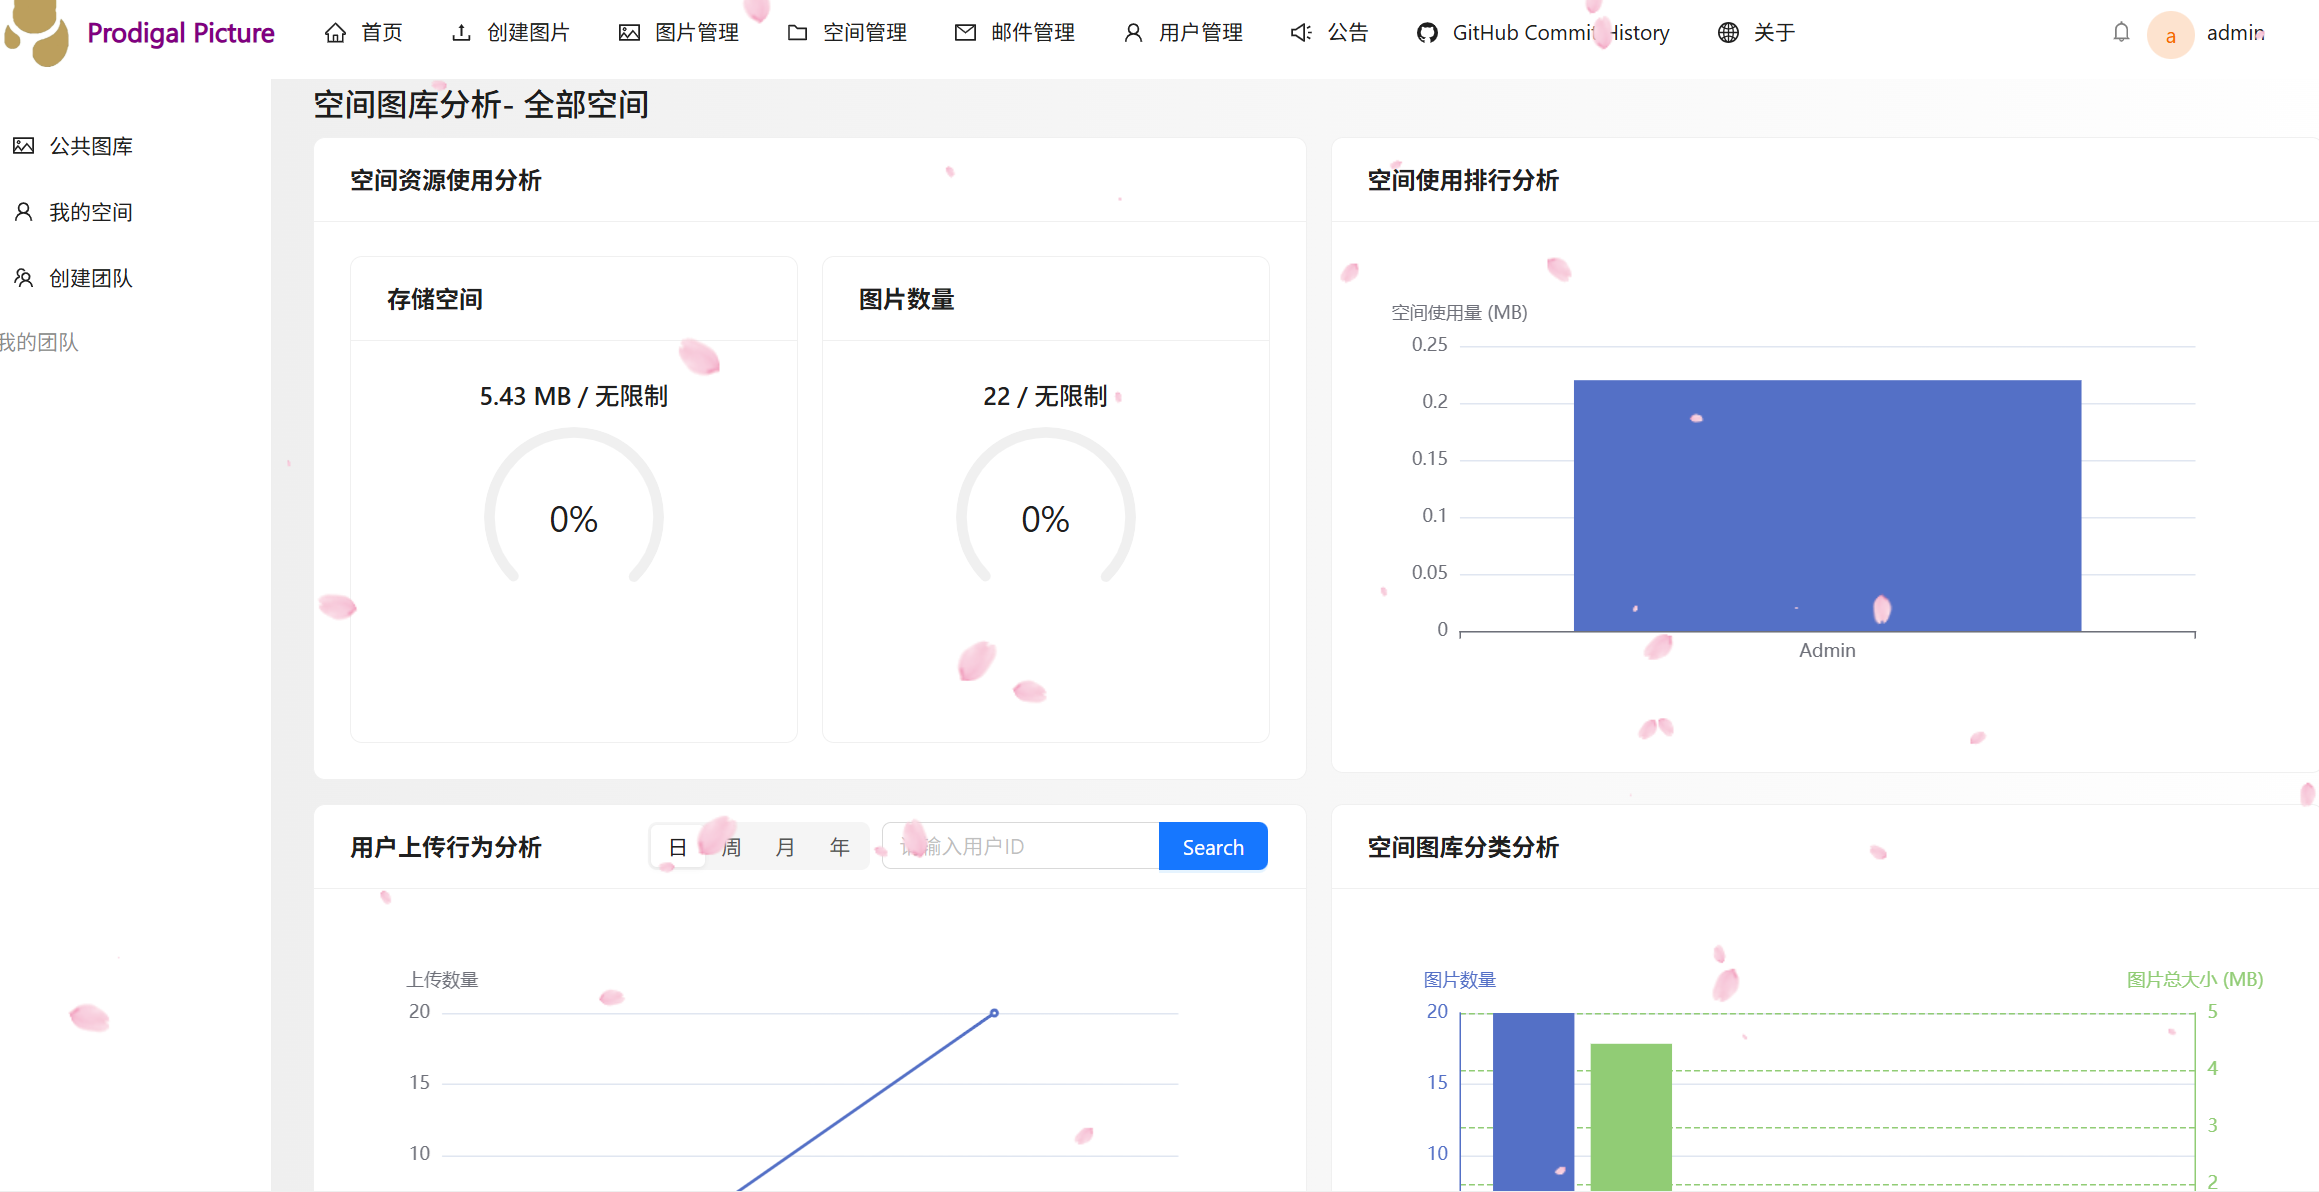 Prodigal Picture
首页
创建图片
图片管理
空间管理
邮件管理
用户管理
公告
GitHub Commit History
关于
a
admin
公共图库
我的空间
创建团队
我的团队
空间图库分析- 全部空间
空间资源使用分析
存储空间
5.43 MB / 无限制
0%
图片数量
22 / 无限制
0%
空间使用排行分析
空间使用量 (MB)
0.25
0.2
0.15
0.1
0.05
0
Admin
用户上传行为分析
日
周
月
年
请输入用户ID
Search
上传数量
20
15
10
空间图库分类分析
图片数量
图片总大小 (MB)
20
15
10
5
4
3
2